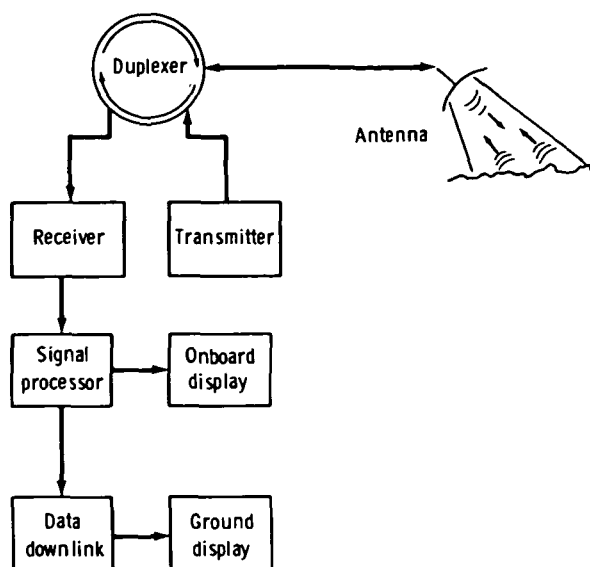 Duplexer
Antenna
Receiver
Transmitter
Signal
processor
Onboard
display
Data
downlink
Ground
display